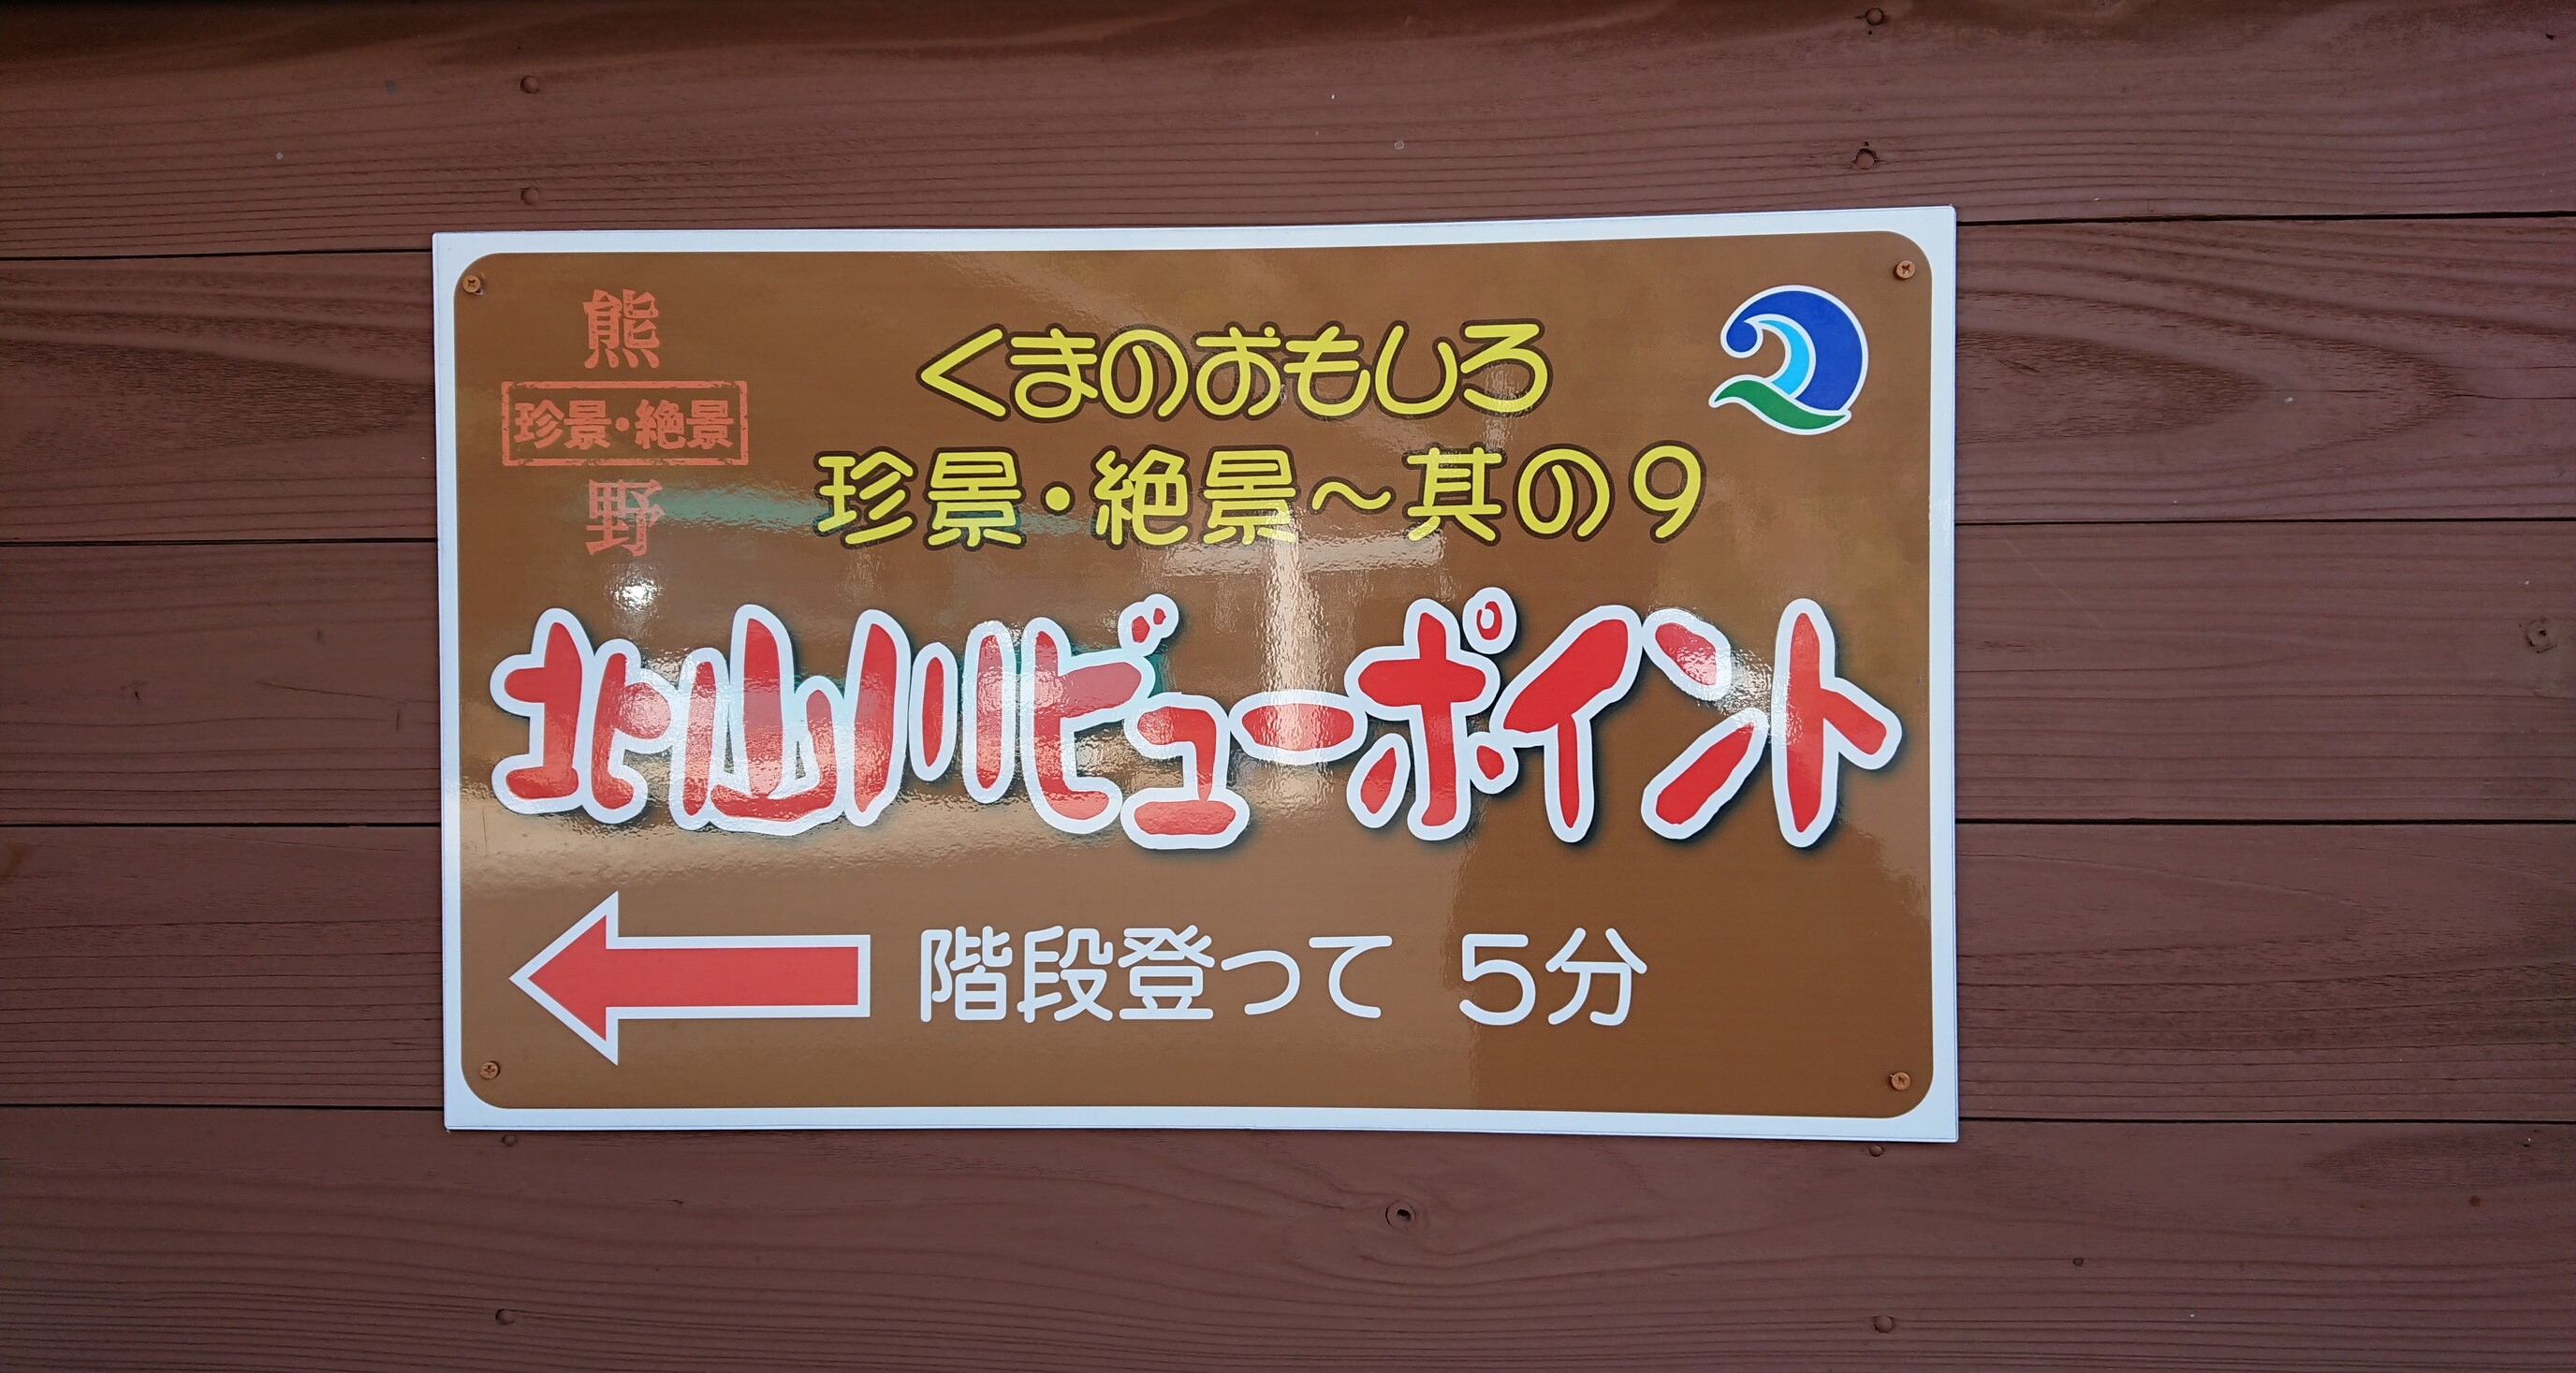 熊
珍景・絶景
野
くまのおもしろ
珍景・絶景～其の9
北山川ビューポイント
階段登って 5分